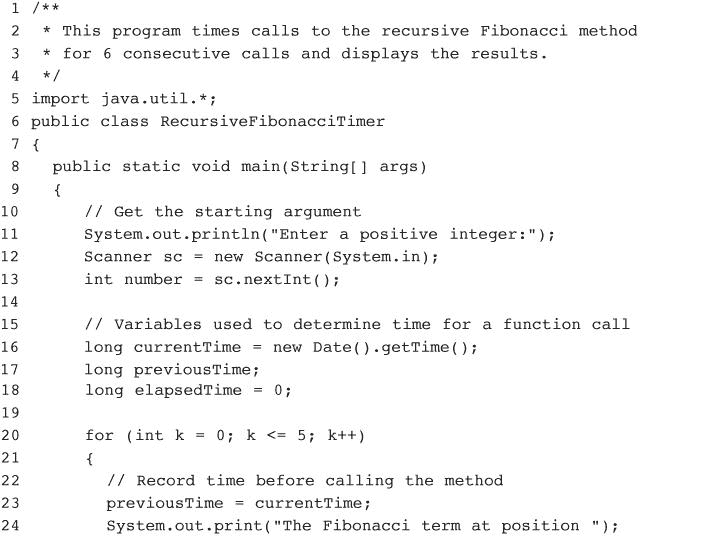 1 /**
2  * This program times calls to the recursive Fibonacci method
3  * for 6 consecutive calls and displays the results.
4  */
5 import java.util.*;
6 public class RecursiveFibonacciTimer
7 {
8   public static void main(String[] args)
9   {
10      // Get the starting argument
11      System.out.println("Enter a positive integer:");
12      Scanner sc = new Scanner(System.in);
13      int number = sc.nextInt();
14
15      // Variables used to determine time for a function call
16      long currentTime = new Date().getTime();
17      long previousTime;
18      long elapsedTime = 0;
19
20      for (int k = 0; k <= 5; k++)
21      {
22        // Record time before calling the method
23        previousTime = currentTime;
24        System.out.print("The Fibonacci term at position ");